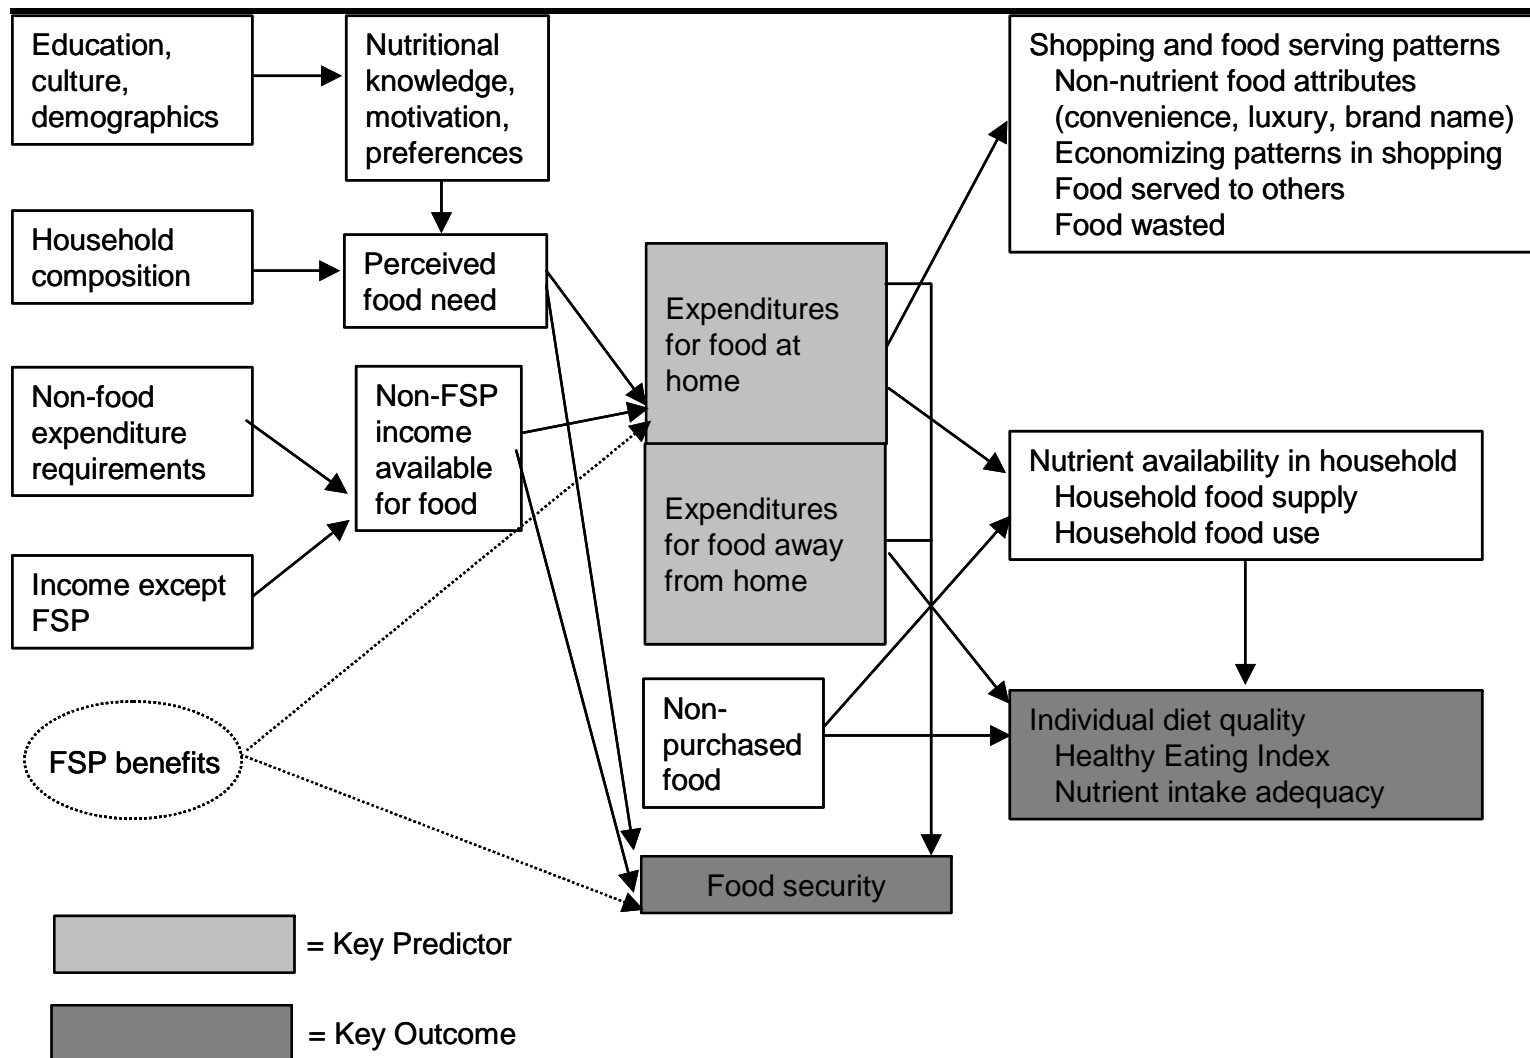 Education,
culture,
demographics
Nutritional
knowledge,
motivation,
preferences
Shopping and food serving patterns
Non-nutrient food attributes
(convenience, luxury, brand name)
Economizing patterns in shopping
Food served to others
Food wasted
Household
composition
Perceived
food need
Expenditures
for food at
home
Non-food
expenditure
requirements
Non-FSP
income
available
for food
Nutrient availability in household
Household food supply
Household food use
Expenditures
for food away
from home
Income except
FSP
FSP benefits
Non-
purchased
food
Individual diet quality
Healthy Eating Index
Nutrient intake adequacy
Food security
= Key Predictor
= Key Outcome